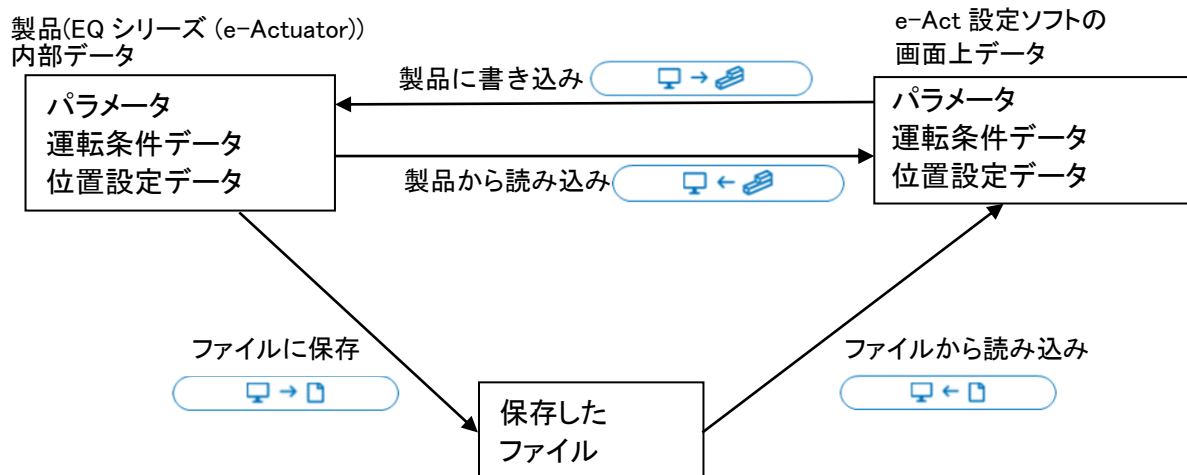 製品(EQ シリーズ (e-Actuator))
内部データ
e-Act 設定ソフトの
画面上データ
製品に書き込み
パラメータ
運転条件データ
位置設定データ
パラメータ
運転条件データ
位置設定データ
製品から読み込み
ファイルに保存
ファイルから読み込み
保存した
ファイル